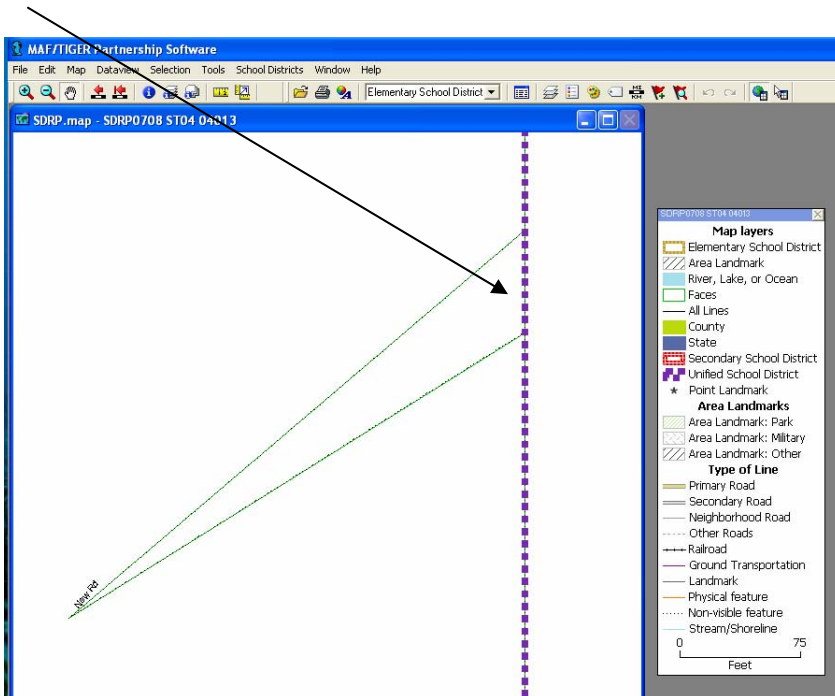 MAF/TIGER Partnership Software
File Edit Map Dataview Selection Tools School Districts Window Help
Elementary School District
MI
KM
SDRP.map - SDRP0708 ST04 04013
New Rd
SDRP0708 ST04 04013
Map layers
Elementary School District
Area Landmark
River, Lake, or Ocean
Faces
All Lines
County
State
Secondary School District
Unified School District
Point Landmark
Area Landmarks
Area Landmark: Park
Area Landmark: Military
Area Landmark: Other
Type of Line
Primary Road
Secondary Road
Neighborhood Road
Other Roads
Railroad
Ground Transportation
Landmark
Physical feature
Non-visible feature
Stream/Shoreline
0 75
Feet